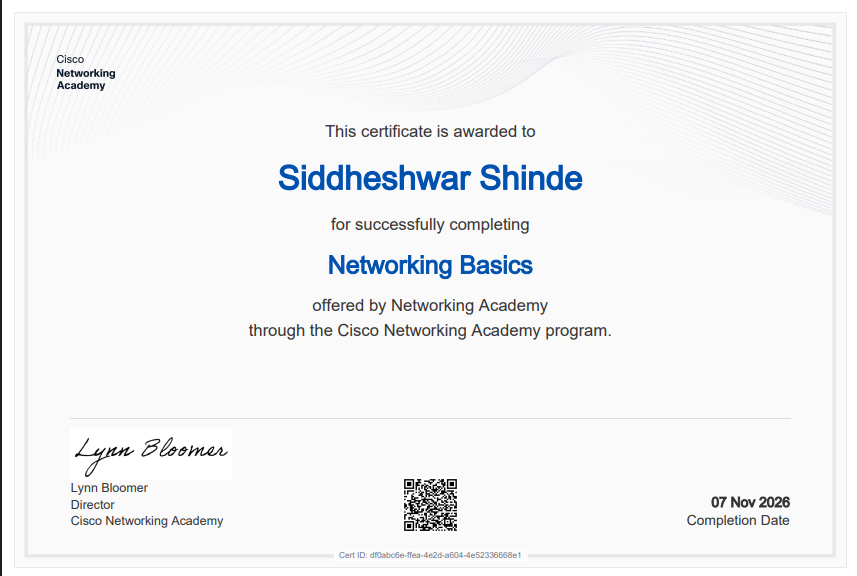 Cisco
Networking
Academy
This certificate is awarded to
Siddheshwar Shinde
for successfully completing
Networking Basics
offered by Networking Academy
through the Cisco Networking Academy program.
Lynn Bloomer
Lynn Bloomer
Director
Cisco Networking Academy
07 Nov 2026
Completion Date
Cert ID: df0abc6e-ffea-4e2d-a604-4e52336668e1